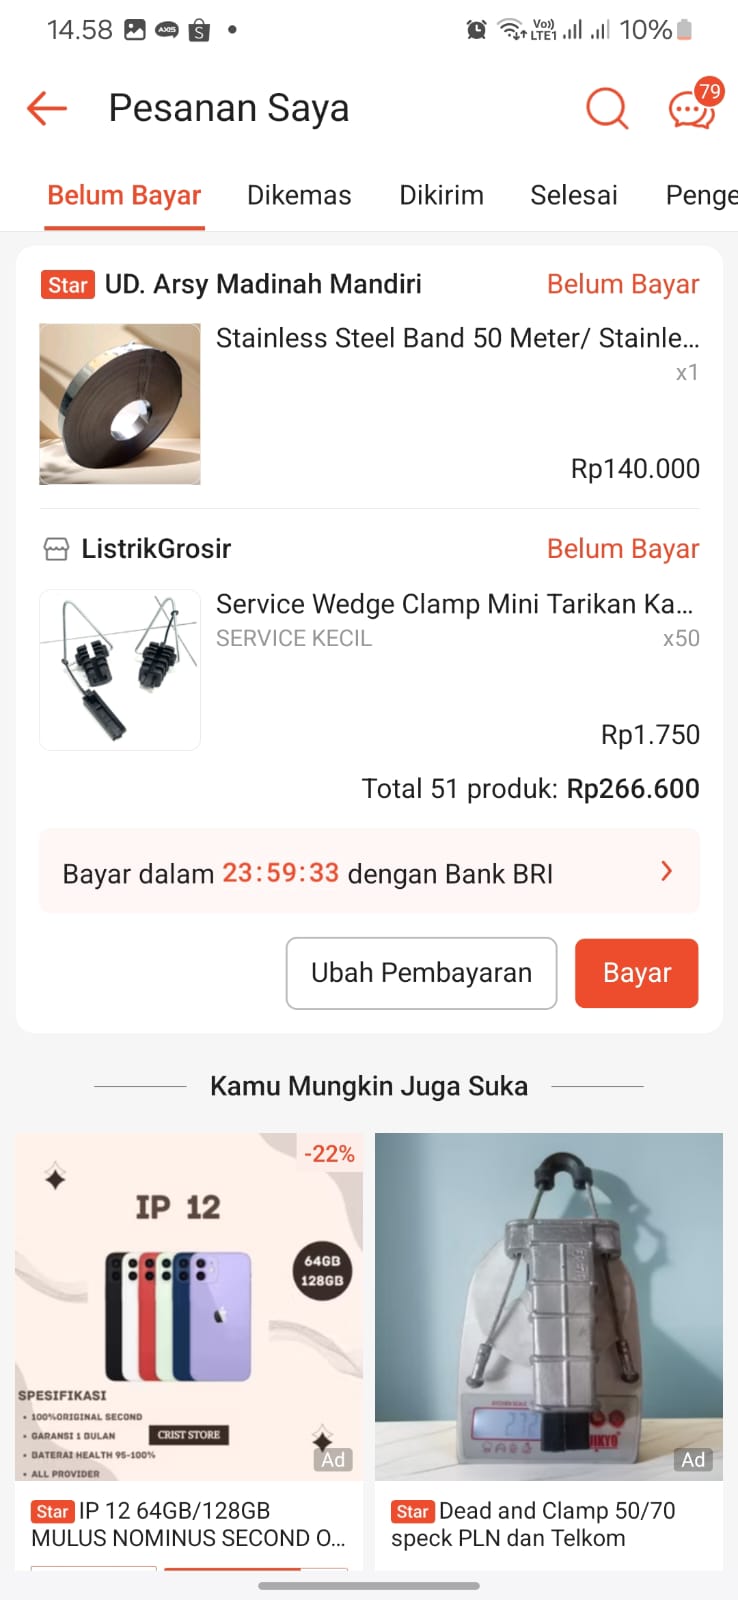 14.58
AXIS
S
Vo))
LTE1
10%
Pesanan Saya
79
Belum Bayar Dikemas Dikirim Selesai Penge
Star UD. Arsy Madinah Mandiri Belum Bayar
Stainless Steel Band 50 Meter/ Stainle...
x1
Rp140.000
ListrikGrosir Belum Bayar
Service Wedge Clamp Mini Tarikan Ka...
SERVICE KECIL x50
Rp1.750
Total 51 produk: Rp266.600
Bayar dalam 23:59:33 dengan Bank BRI
Ubah Pembayaran Bayar
Kamu Mungkin Juga Suka
-22%
IP 12
64GB
128GB
SPESIFIKASI
• 100%ORIGINAL SECOND
• GARANSI 1 BULAN
• BATERAI HEALTH 95-100%
• ALL PROVIDER
CRIST STORE
Ad
Star IP 12 64GB/128GB
MULUS NOMINUS SECOND O...
Ad
Star Dead and Clamp 50/70
speck PLN dan Telkom